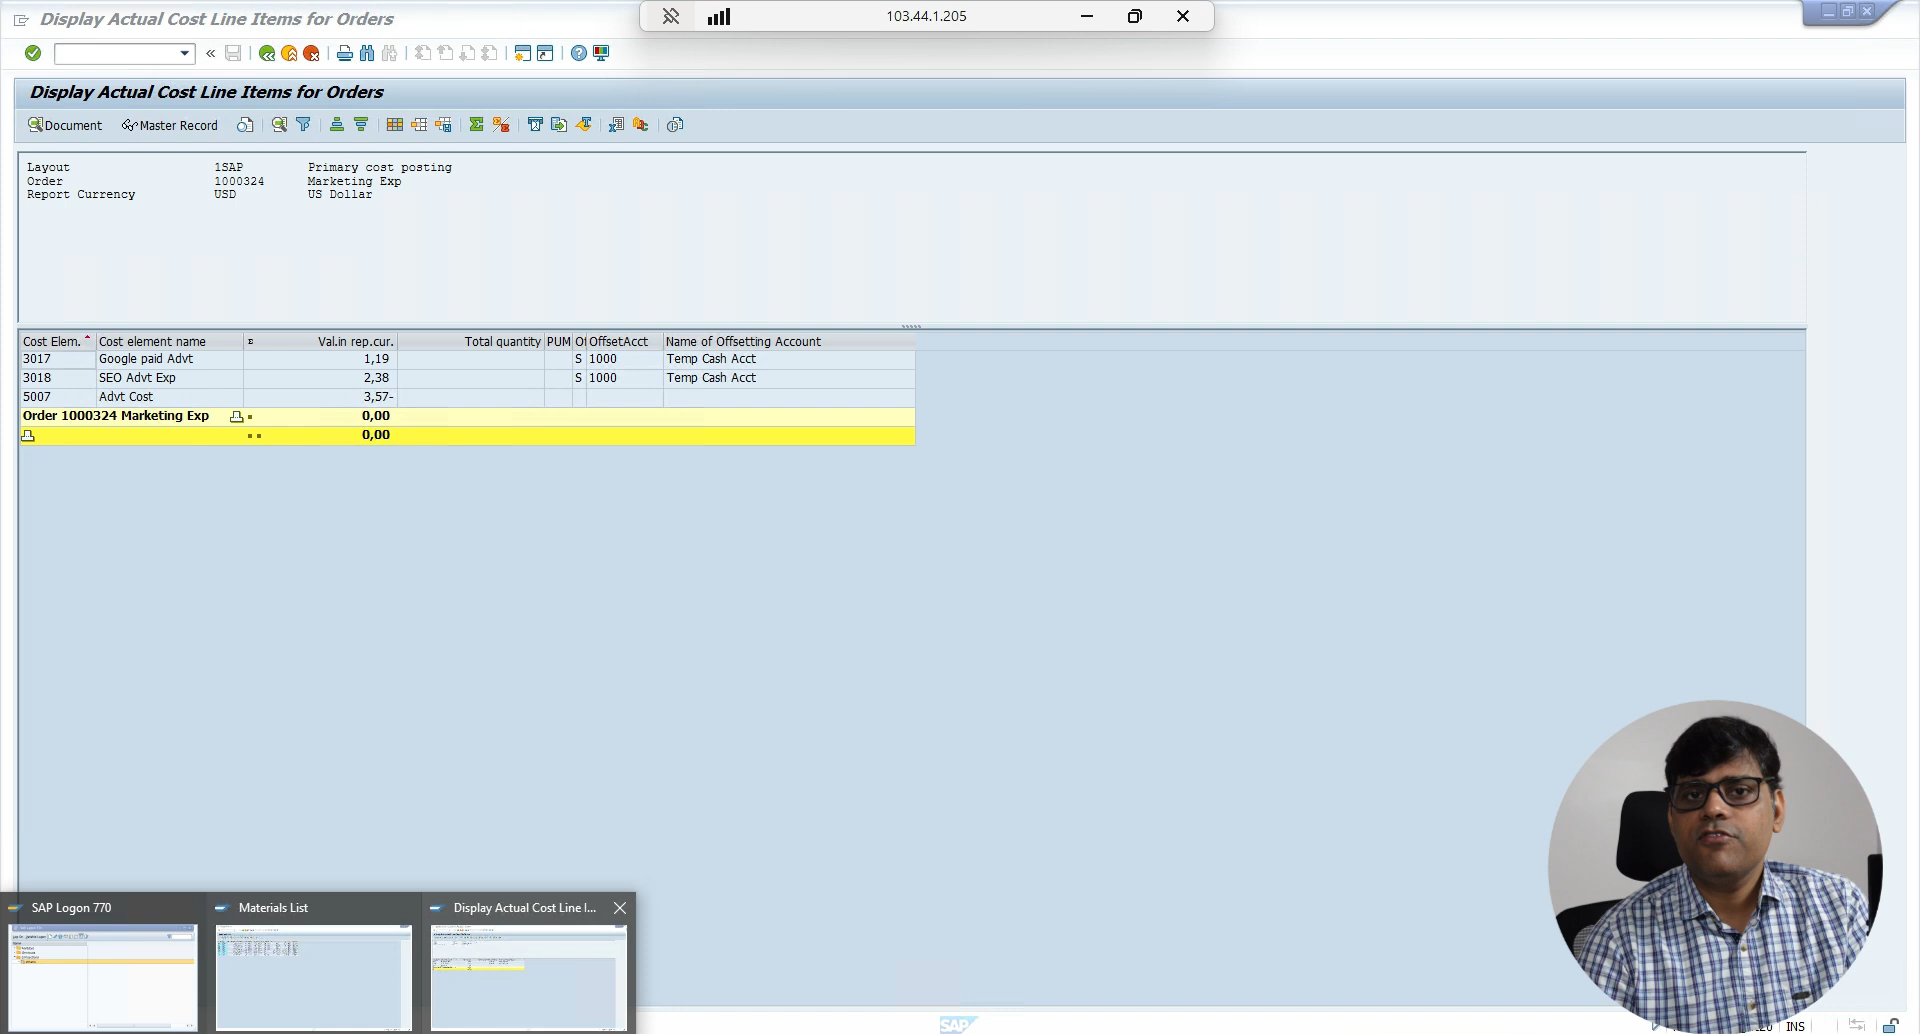 Display Actual Cost Line Items for Orders
103.44.1.205
Display Actual Cost Line Items for Orders
Document Master Record
Layout 1SAP Primary cost posting
Order 1000324 Marketing Exp
Report Currency USD US Dollar
Cost Elem. Cost element name Val.in rep.cur. Total quantity PUM OffsetAcct Name of Offsetting Account
3017 Google paid Advt 1,19 S 1000 Temp Cash Acct
3018 SEO Advt Exp 2,38 S 1000 Temp Cash Acct
5007 Advt Cost 3,57-
Order 1000324 Marketing Exp 0,00
0,00
SAP Logon 770 Materials List Display Actual Cost Line I...
SAP
INS